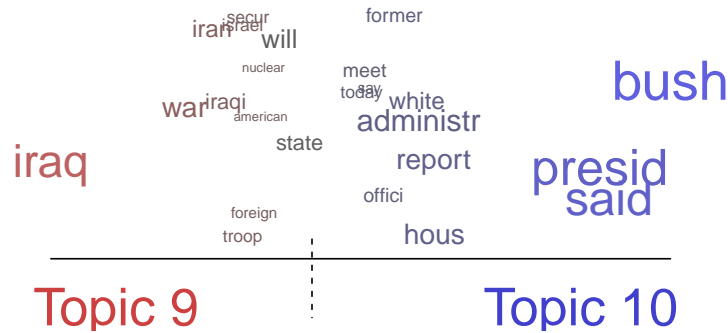 former
secur
israel
iran
will
nuclear
meet
say
today
bush
war
iraqi
white
american
administr
state
iraq
report
presid
offici
said
foreign
troop
hous
Topic 9
Topic 10